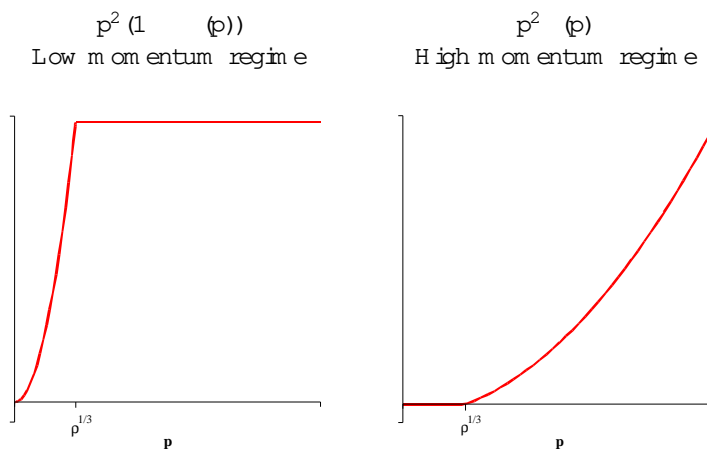 p²(1 (p))
Low momentum regime
p² (p)
High momentum regime
ρ^{1/3}
p
ρ^{1/3}
p